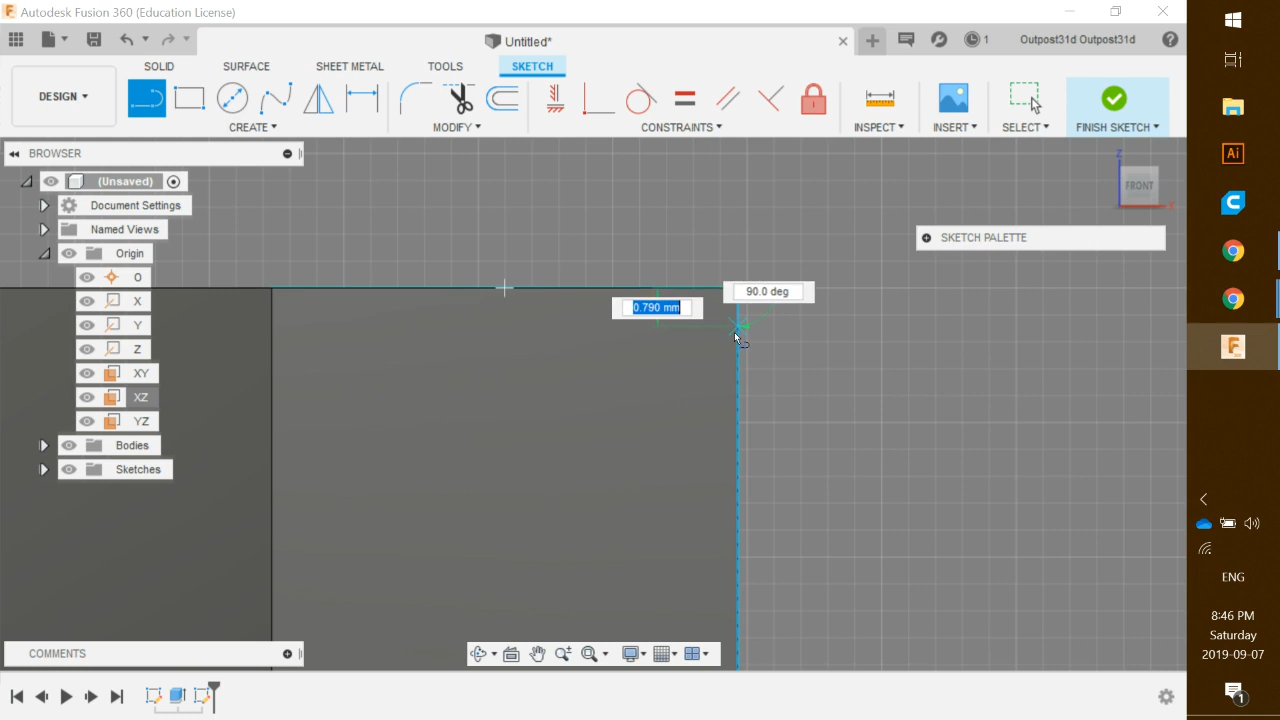 Autodesk Fusion 360 (Education License)
Untitled*
1
Outpost31d Outpost31d
SOLID
SURFACE
SHEET METAL
TOOLS
SKETCH
DESIGN
CREATE
MODIFY
CONSTRAINTS
INSPECT
INSERT
SELECT
FINISH SKETCH
BROWSER
(Unsaved)
Document Settings
Named Views
Origin
O
X
Y
Z
XY
XZ
YZ
Bodies
Sketches
Z
FRONT
X
SKETCH PALETTE
90.0 deg
0.790 mm
COMMENTS
Ai
ENG
8:46 PM
Saturday
2019-09-07
1